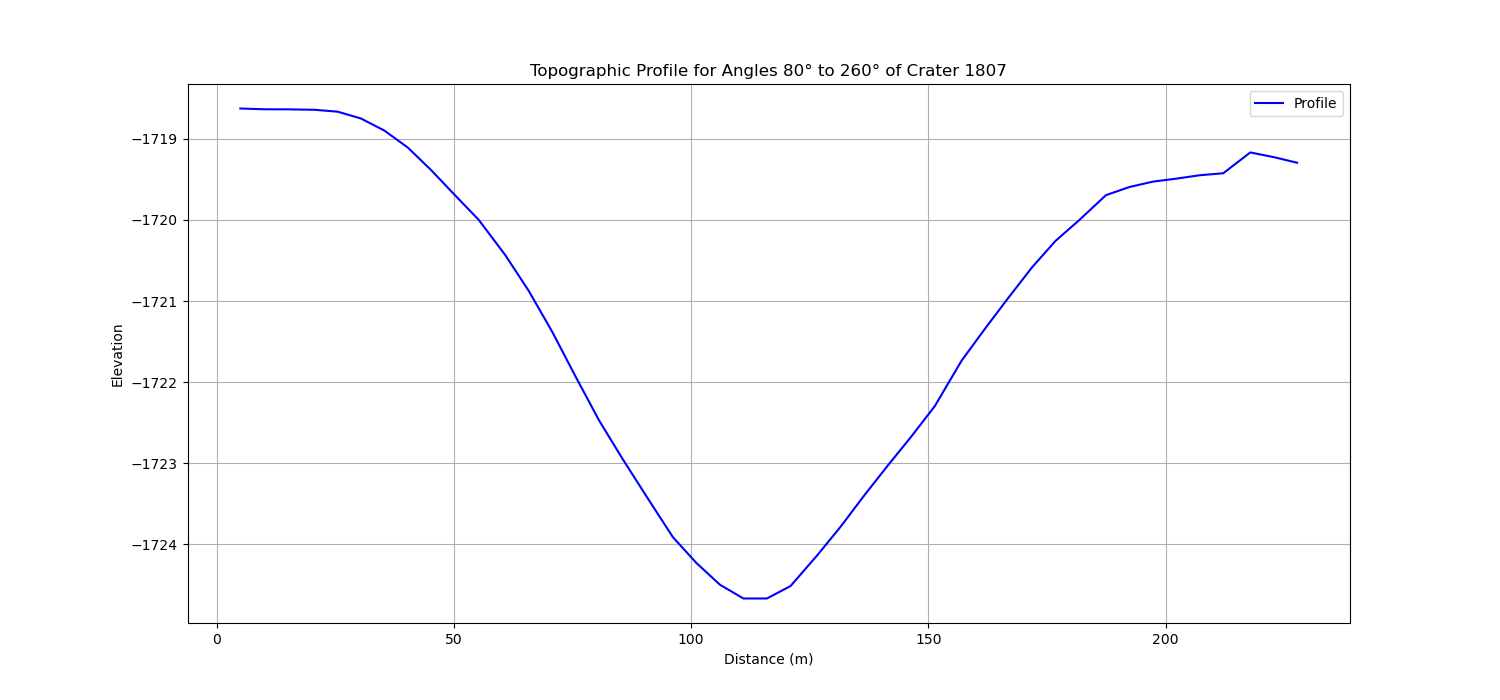 Topographic Profile for Angles 80° to 260° of Crater 1807
Profile
−1719
−1720
−1721
−1722
−1723
−1724
Elevation
0 50 100 150 200
Distance (m)